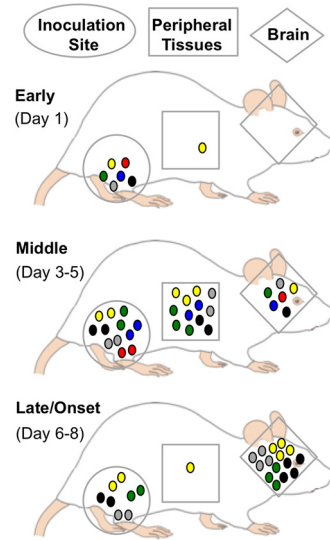 Inoculation
Site
Peripheral
Tissues
Brain
Early
(Day 1)
Middle
(Day 3-5)
Late/Onset
(Day 6-8)